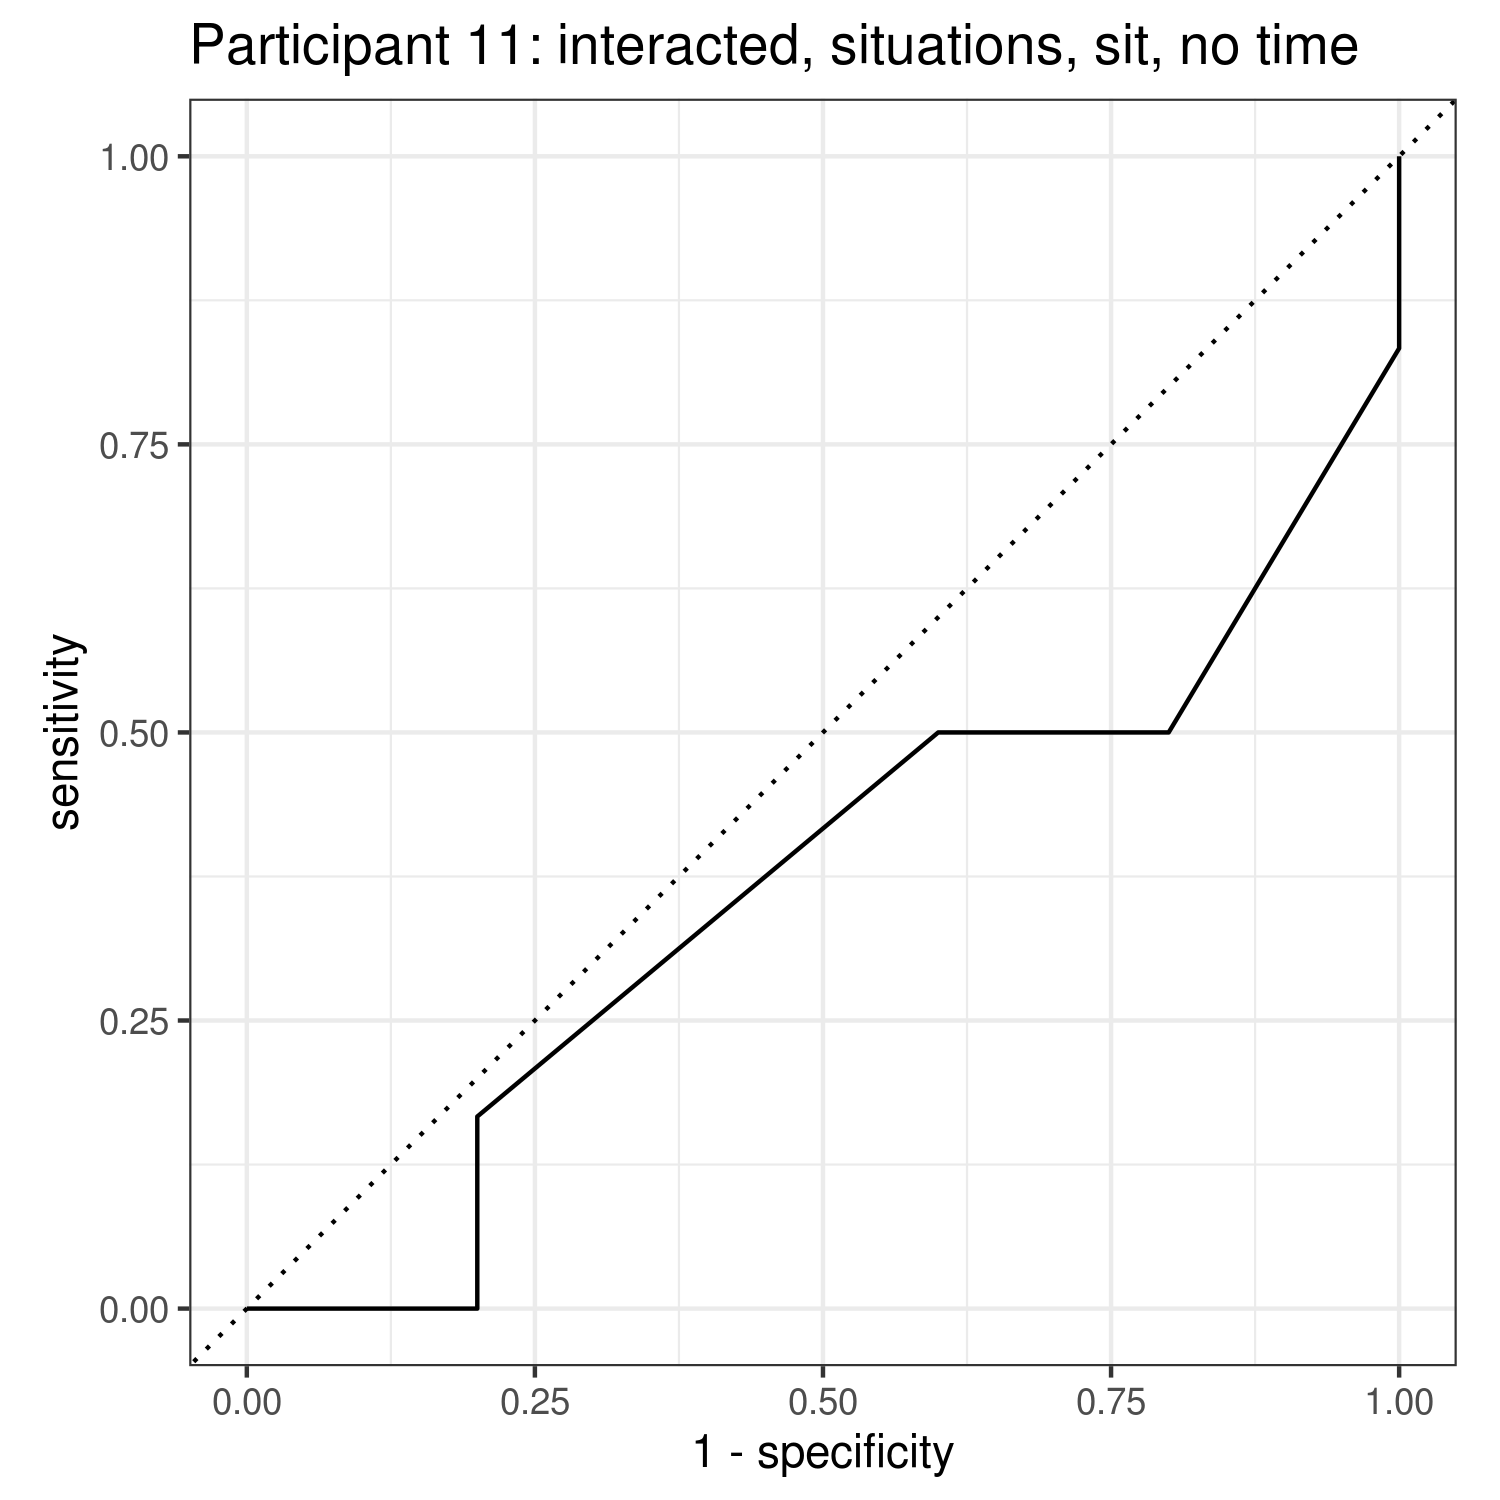 Participant 11: interacted, situations, sit, no time
1.00
0.75
0.50
0.25
0.00
sensitivity
0.00 0.25 0.50 0.75 1.00
1 - specificity